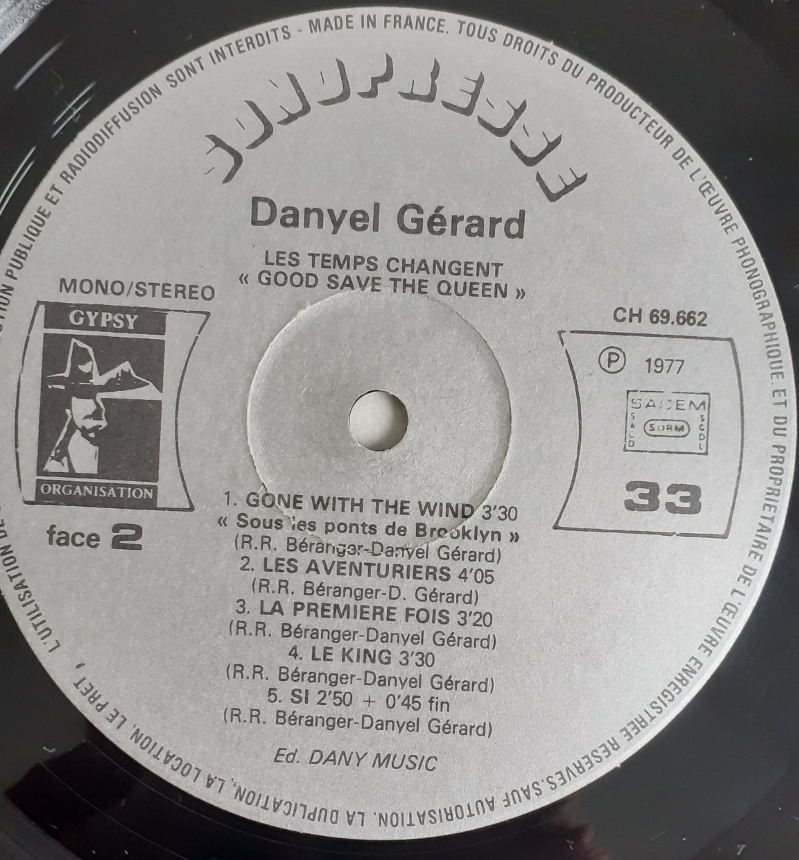 L'UTILISATION DE
PUBLIQUE ET RADIODIFFUSION SONT INTERDITS - MADE IN FRANCE. TOUS DROITS DU PRODUCTEUR DE L'ŒUVRE PHONOGRAPHIQUE ET DU PROPRIETAIRE DE L'ŒUVRE ENREGISTREE RESERVES. SAUF AUTORISATION. LA DUPLICATION, LA LOCATION, LE PRET,
SONOPRESSE
Danyel Gérard
LES TEMPS CHANGENT
« GOOD SAVE THE QUEEN »
MONO/STEREO
GYPSY
ORGANISATION
face 2
CH 69.662
Ⓟ 1977
SACEM
SACD
SDRM
SGDL
33
1. GONE WITH THE WIND 3'30
« Sous les ponts de Brooklyn »
(R.R. Béranger-Danyel Gérard)
2. LES AVENTURIERS 4'05
(R.R. Béranger-D. Gérard)
3. LA PREMIERE FOIS 3'20
(R.R. Béranger-Danyel Gérard)
4. LE KING 3'30
(R.R. Béranger-Danyel Gérard)
5. SI 2'50 + 0'45 fin
(R.R. Béranger-Danyel Gérard)
Ed. DANY MUSIC